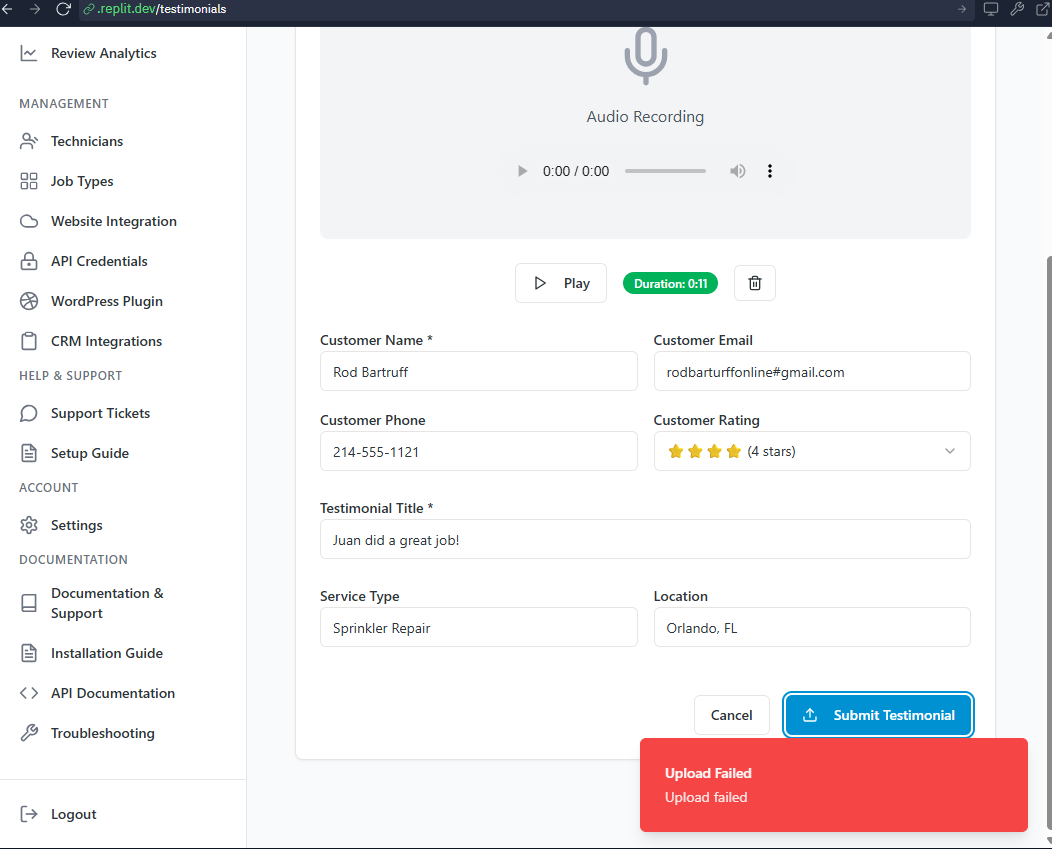 .replit.dev/testimonials
Review Analytics
MANAGEMENT
Technicians
Job Types
Website Integration
API Credentials
WordPress Plugin
CRM Integrations
HELP & SUPPORT
Support Tickets
Setup Guide
ACCOUNT
Settings
DOCUMENTATION
Documentation &
Support
Installation Guide
API Documentation
Troubleshooting
Logout
Audio Recording
0:00 / 0:00
Play
Duration: 0:11
Customer Name *
Customer Email
Rod Bartruff
rodbarturffonline#gmail.com
Customer Phone
Customer Rating
214-555-1121
(4 stars)
Testimonial Title *
Juan did a great job!
Service Type
Location
Sprinkler Repair
Orlando, FL
Cancel
Submit Testimonial
Upload Failed
Upload failed